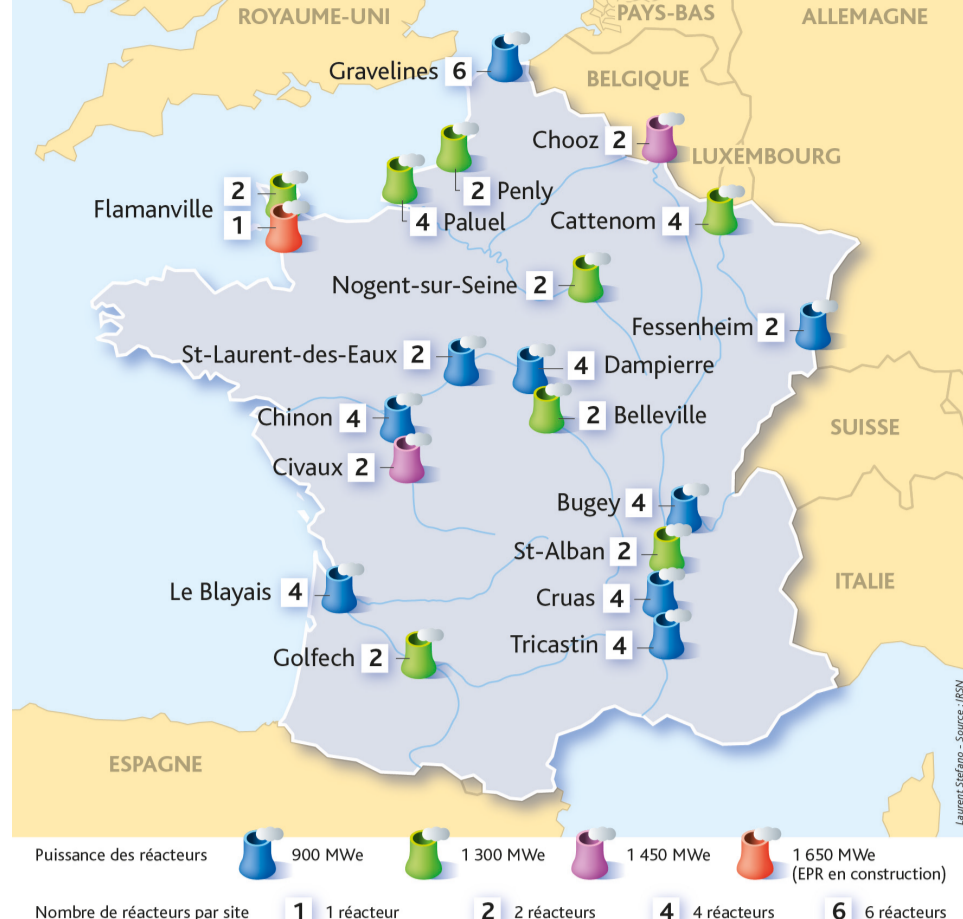 ROYAUME-UNI
PAYS-BAS
ALLEMAGNE
Gravelines 6
BELGIQUE
Chooz 2
LUXEMBOURG
2 Penly
Flamanville 2
1
4 Paluel
Cattenom 4
Nogent-sur-Seine 2
Fessenheim 2
St-Laurent-des-Eaux 2
4 Dampierre
Chinon 4
2 Belleville
SUISSE
Civaux 2
Bugey 4
St-Alban 2
ITALIE
Le Blayais 4
Cruas 4
Tricastin 4
Golfech 2
ESPAGNE
Laurent Stefano - Source : IRSN
Puissance des réacteurs 900 MWe 1 300 MWe 1 450 MWe 1 650 MWe
(EPR en construction)
Nombre de réacteurs par site 1 1 réacteur 2 2 réacteurs 4 4 réacteurs 6 6 réacteurs